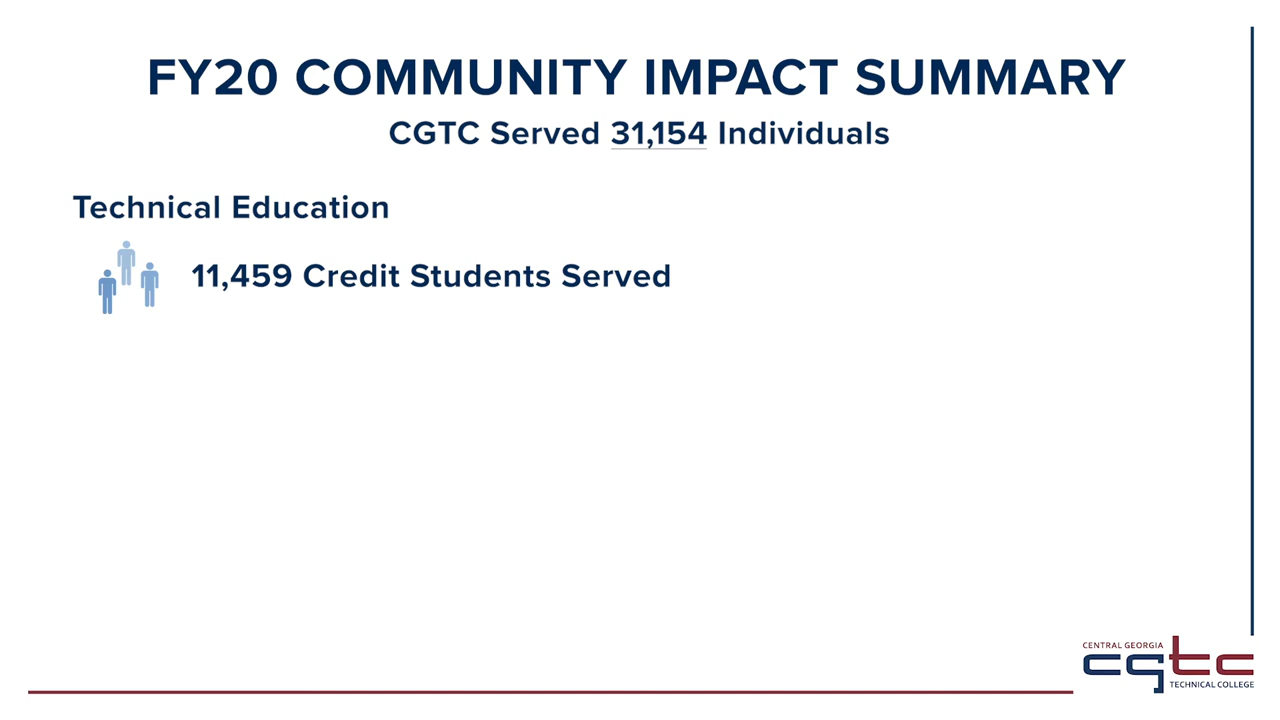 FY20 COMMUNITY IMPACT SUMMARY
CGTC Served 31,154 Individuals
Technical Education
11,459 Credit Students Served
CENTRAL GEORGIA
cgtc
TECHNICAL COLLEGE